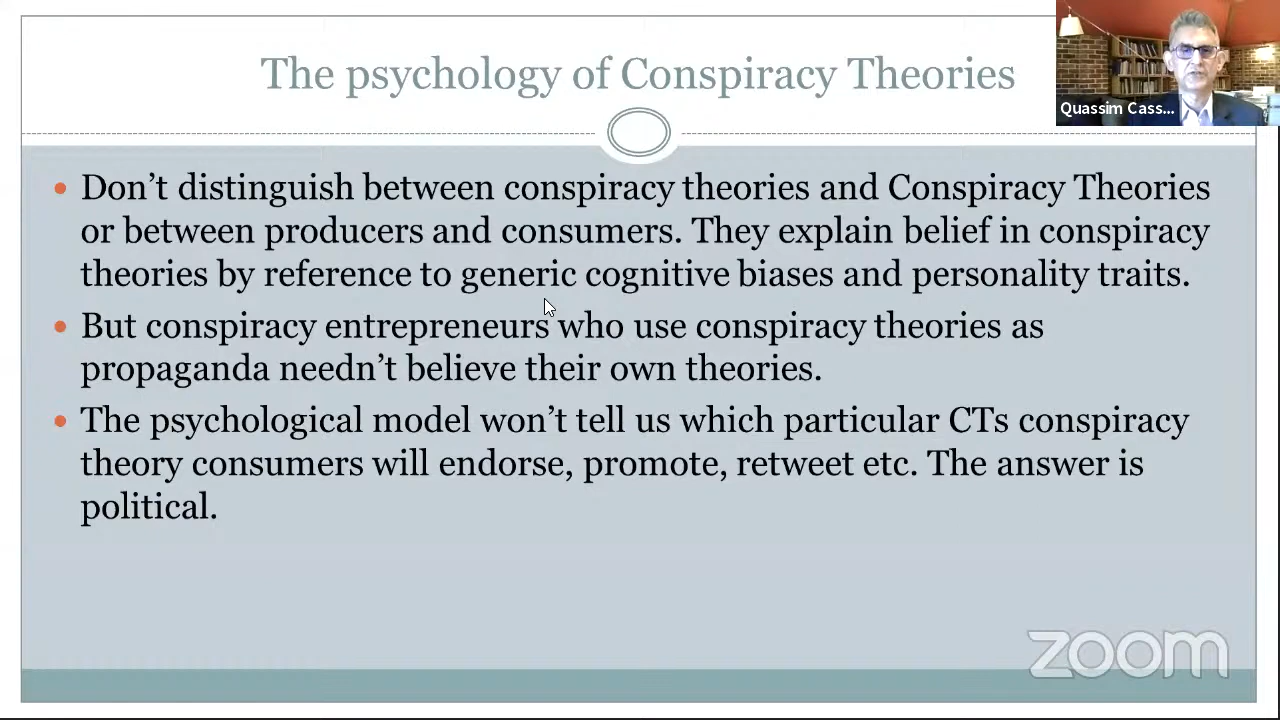 The psychology of Conspiracy Theories
Quassim Cass...
• Don't distinguish between conspiracy theories and Conspiracy Theories
or between producers and consumers. They explain belief in conspiracy
theories by reference to generic cognitive biases and personality traits.
• But conspiracy entrepreneurs who use conspiracy theories as
propaganda needn't believe their own theories.
• The psychological model won't tell us which particular CTs conspiracy
theory consumers will endorse, promote, retweet etc. The answer is
political.
zoom